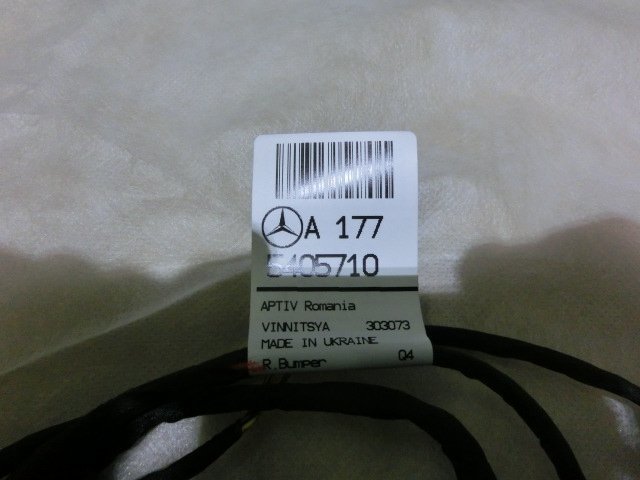 A 177
5405710
APTIV Romania
VINNITSYA 303073
MADE IN UKRAINE
R.Bumper Q4